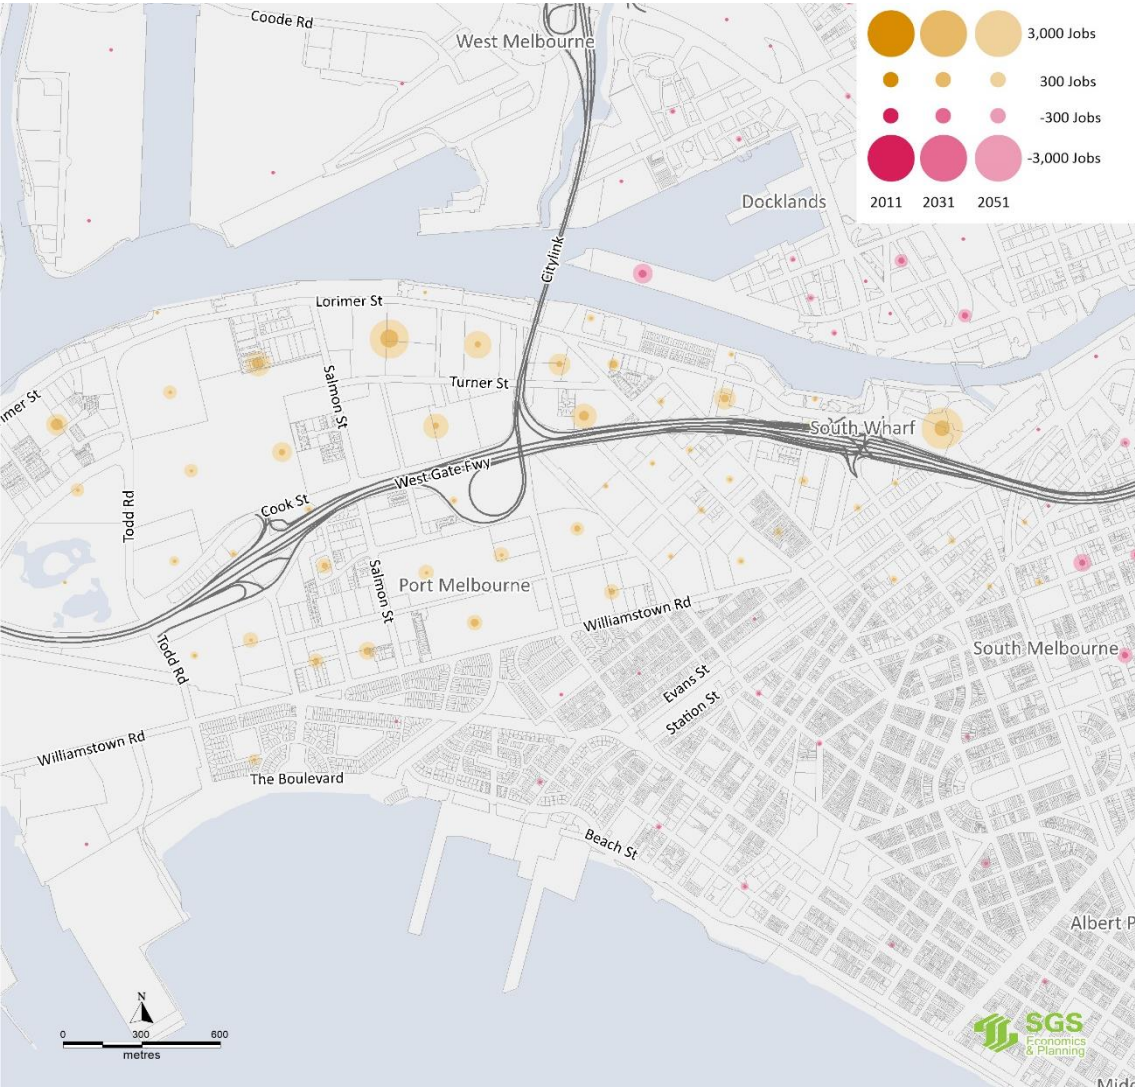 Coode Rd
West Melbourne
3,000 Jobs
300 Jobs
-300 Jobs
-3,000 Jobs
2011 2031 2051
Docklands
Citylink
Lorimer St
Turner St
Salmon St
South Wharf
West Gate Fwy
Cook St
Todd Rd
Salmon St
Port Melbourne
Williamstown Rd
Todd Rd
South Melbourne
Evans St
Station St
Williamstown Rd
The Boulevard
Beach St
Albert P
N
0 300 600
metres
SGS
Economics
& Planning